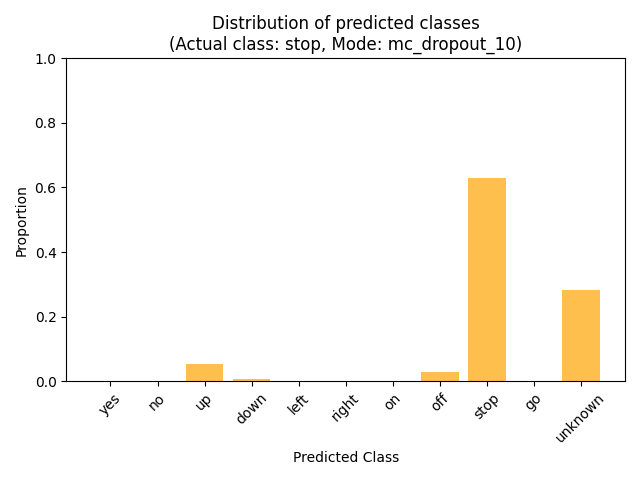 Distribution of predicted classes
(Actual class: stop, Mode: mc_dropout_10)
1.0
0.8
0.6
0.4
0.2
0.0
Proportion
yes
no
up
down
left
right
on
off
stop
go
unknown
Predicted Class